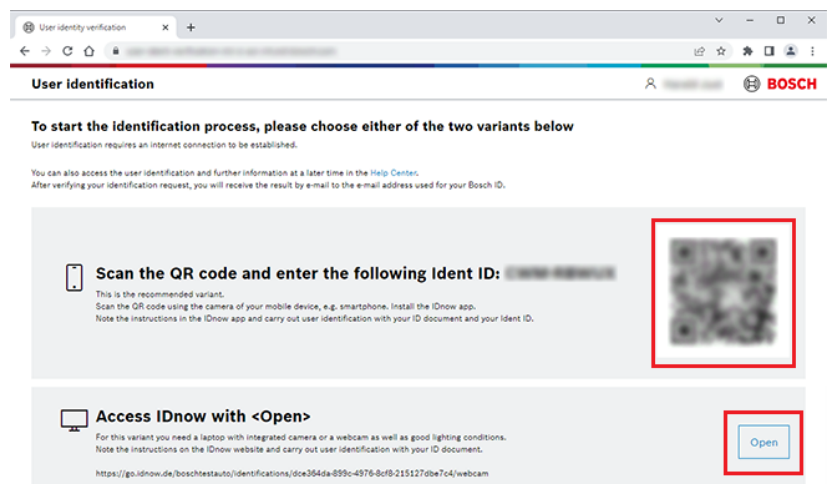 User identity verification
User identification
BOSCH
To start the identification process, please choose either of the two variants below
User identification requires an internet connection to be established.
You can also access the user identification and further information at a later time in the Help Center.
After verifying your identification request, you will receive the result by e-mail to the e-mail address used for your Bosch ID.
Scan the QR code and enter the following Ident ID:
This is the recommended variant.
Scan the QR code using the camera of your mobile device, e.g. smartphone. Install the IDnow app.
Note the instructions in the IDnow app and carry out user identification with your ID document and your Ident ID.
Access IDnow with <Open>
For this variant you need a laptop with integrated camera or a webcam as well as good lighting conditions.
Note the instructions on the IDnow website and carry out user identification with your ID document.
Open
https://go.idnow.de/boschtestauto/identifications/dce364da-899c-4976-8cf8-215127dbe7c4/webcam